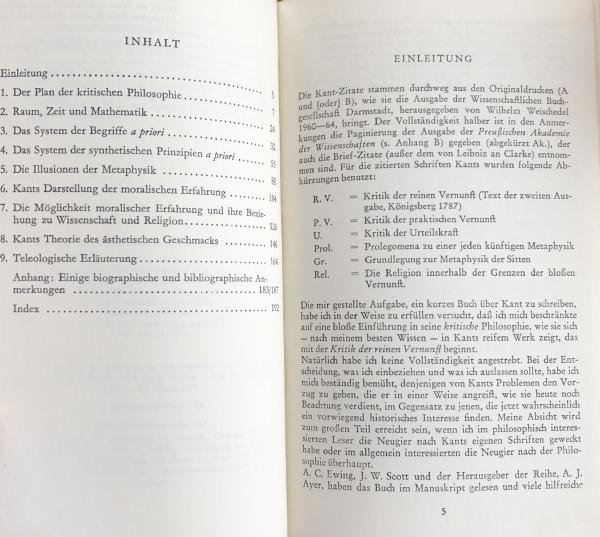 INHALT
Einleitung
1. Der Plan der kritischen Philosophie 5
2. Raum, Zeit und Mathematik 7
3. Das System der Begriffe a priori 24
4. Das System der synthetischen Prinzipien a priori 32
5. Die Illusionen der Metaphysik 55
6. Kants Darstellung der moralischen Erfahrung 85
7. Die Möglichkeit moralischer Erfahrung und ihre Bezie- 104
hung zu Wissenschaft und Religion 126
8. Kants Theorie des ästhetischen Geschmacks 146
9. Teleologische Erläuterung 164
Anhang: Einige biographische und bibliographische An-
merkungen 183/187
Index 192
EINLEITUNG
Die Kant-Zitate stammen durchweg aus den Originaldrucken (A
und [oder] B), wie sie die Ausgabe der Wissenschaftlichen Buch-
gesellschaft Darmstadt, herausgegeben von Wilhelm Weischedel
1960—64, bringt. Der Vollständigkeit halber ist in den Anmer-
kungen die Paginierung der Ausgabe der Preußischen Akademie
der Wissenschaften (s. Anhang B) gegeben (abgekürzt Ak.), der
auch die Brief-Zitate (außer dem von Leibniz an Clarke) entnom-
men sind. Für die zitierten Schriften Kants wurden folgende Ab-
kürzungen benutzt:
R. V. = Kritik der reinen Vernunft (Text der zweiten Aus-
gabe, Königsberg 1787)
P. V. = Kritik der praktischen Vernunft
U. = Kritik der Urteilskraft
Prol. = Prolegomena zu einer jeden künftigen Metaphysik
Gr. = Grundlegung zur Metaphysik der Sitten
Rel. = Die Religion innerhalb der Grenzen der bloßen
Vernunft.
Die mir gestellte Aufgabe, ein kurzes Buch über Kant zu schreiben,
habe ich in der Weise zu erfüllen versucht, daß ich mich beschränkte
auf eine bloße Einführung in seine kritische Philosophie, wie sie sich
— nach meinem besten Wissen — in Kants reifem Werk zeigt, das
mit der Kritik der reinen Vernunft beginnt.
Natürlich habe ich keine Vollständigkeit angestrebt. Bei der Ent-
scheidung, was ich einbeziehen und was ich auslassen sollte, habe ich
mich beständig bemüht, denjenigen von Kants Problemen den Vor-
zug zu geben, die er in einer Weise angreift, wie sie heute noch
Beachtung verdient, im Gegensatz zu jenen, die jetzt wahrscheinlich
ein vorwiegend historisches Interesse finden. Meine Absicht wird
zum großen Teil erreicht sein, wenn ich im philosophisch interes-
sierten Leser die Neugier nach Kants eigenen Schriften geweckt
habe oder im allgemein interessierten die Neugier nach der Philo-
sophie überhaupt.
A. C. Ewing, J. W. Scott und der Herausgeber der Reihe, A. J.
Ayer, haben das Buch im Manuskript gelesen und viele hilfreiche
5